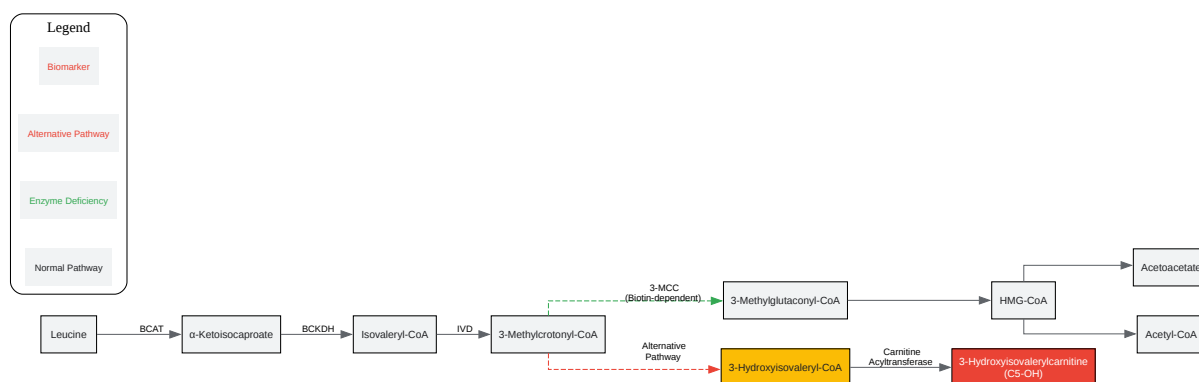 Legend
Biomarker
Alternative Pathway
Enzyme Deficiency
Normal Pathway
Leucine
BCAT
α-Ketoisocaproate
BCKDH
Isovaleryl-CoA
IVD
3-Methylcrotonyl-CoA
3-MCC
(Biotin-dependent)
3-Methylglutaconyl-CoA
HMG-CoA
Acetoacetate
Acetyl-CoA
Alternative
Pathway
3-Hydroxyisovaleryl-CoA
Carnitine
Acyltransferase
3-Hydroxyisovalerylcarnitine
(C5-OH)